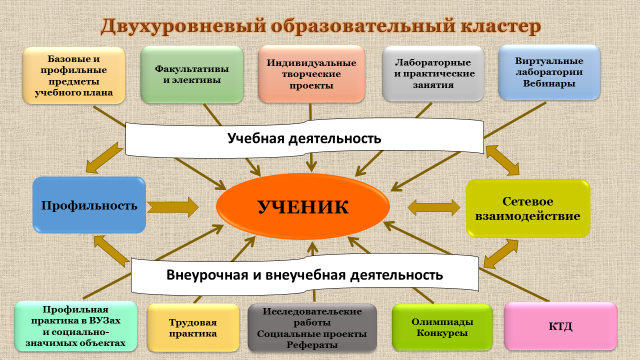 Двухуровневый образовательный кластер
Базовые и
профильные
предметы
учебного плана
Факультативы
и элективы
Индивидуальные
творческие
проекты
Лабораторные
и практические
занятия
Виртуальные
лаборатории
Вебинары
Учебная деятельность
Профильность
УЧЕНИК
Сетевое
взаимодействие
Внеурочная и внеучебная деятельность
Профильная
практика в ВУЗах
и социально-
значимых объектах
Трудовая
практика
Исследовательские
работы
Социальные проекты
Рефераты
Олимпиады
Конкурсы
КТД